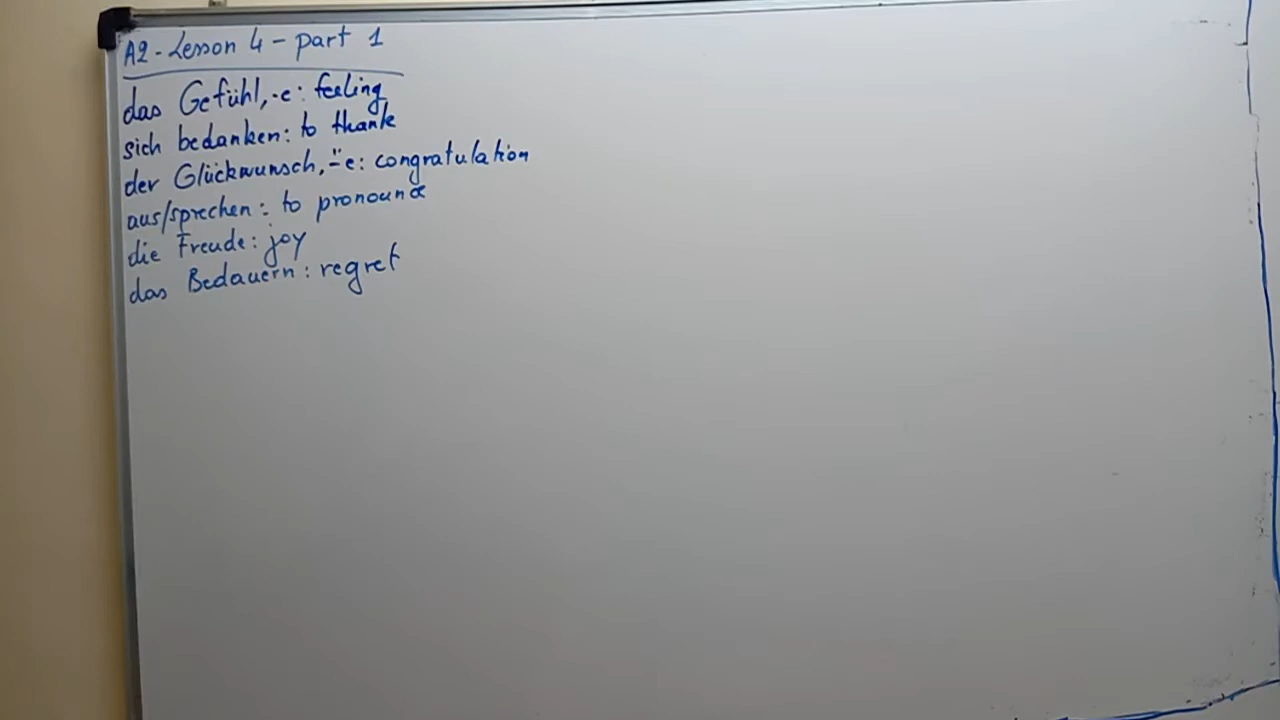 A2 - Lesson 4 - part 1
das Gefühl, -e: feeling
sich bedanken: to thank
der Glückwunsch, -̈e: congratulation
aus/sprechen: to pronounce
die Freude: joy
das Bedauern: regret